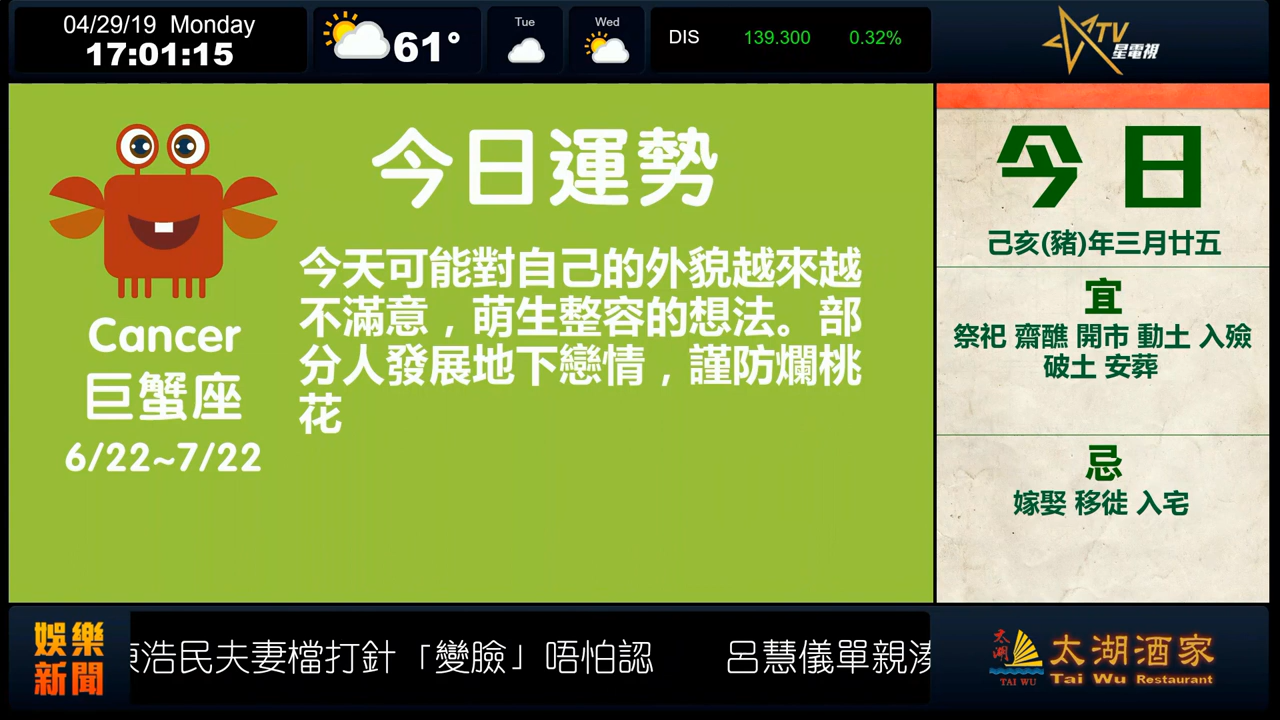 04/29/19 Monday
17:01:15
61°
Tue
Wed
DIS 139.300 0.32%
TV
星電視
Cancer
巨蟹座
6/22~7/22
今日運勢
今天可能對自己的外貌越來越
不滿意，萌生整容的想法。部
分人發展地下戀情，謹防爛桃
花
今日
己亥(豬)年三月廿五
宜
祭祀 齋醮 開市 動土 入殮
破土 安葬
忌
嫁娶 移徙 入宅
娛樂
新聞
浩民夫妻檔打針「變臉」唔怕認 呂慧儀單親
太湖
TAI WU
太湖酒家
Tai Wu Restaurant